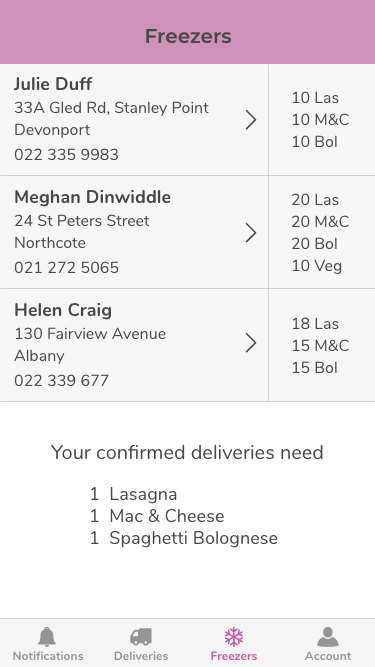 Freezers
Julie Duff
33A Gled Rd, Stanley Point
Devonport
022 335 9983
10 Las
10 M&C
10 Bol
Meghan Dinwiddle
24 St Peters Street
Northcote
021 272 5065
20 Las
20 M&C
20 Bol
10 Veg
Helen Craig
130 Fairview Avenue
Albany
022 339 677
18 Las
15 M&C
15 Bol
Your confirmed deliveries need
1 Lasagna
1 Mac & Cheese
1 Spaghetti Bolognese
Notifications Deliveries Freezers Account